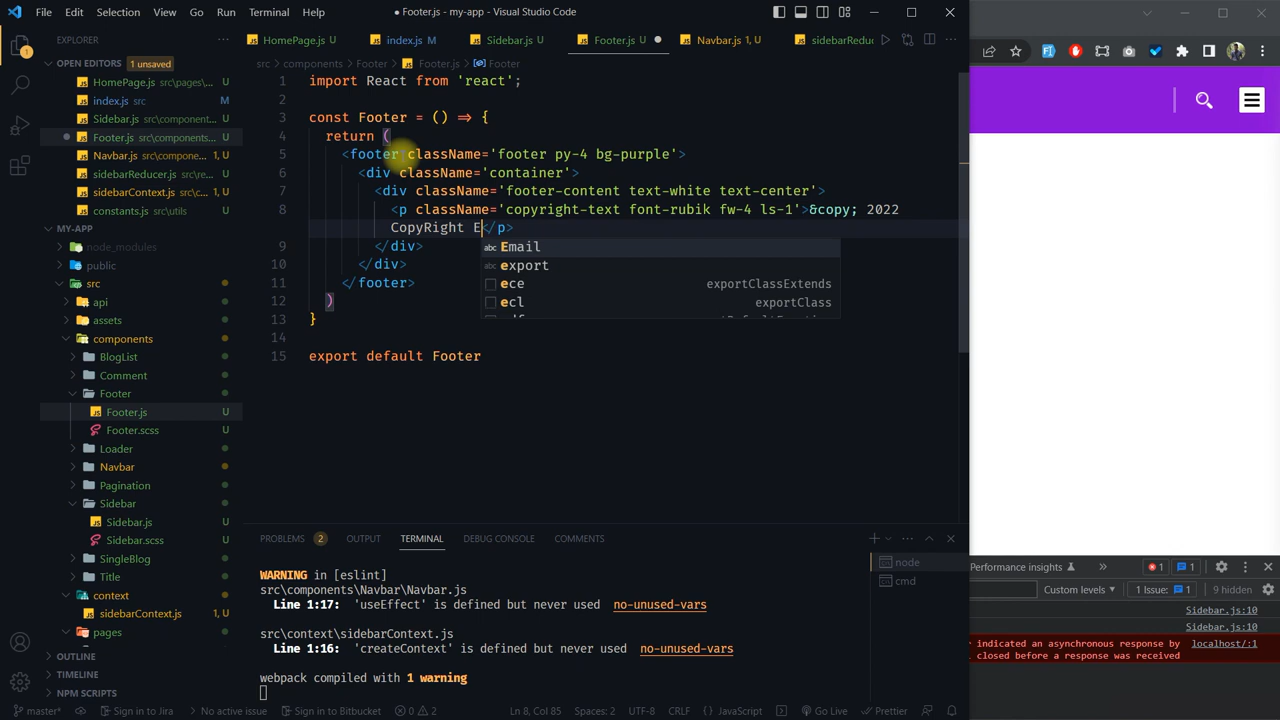 File Edit Selection View Go Run Terminal Help
● Footer.js - my-app - Visual Studio Code
EXPLORER
OPEN EDITORS 1 unsaved
HomePage.js src\pages\...
index.js src M
Sidebar.js src\component...
Footer.js src\components...
Navbar.js src\compone... 1, U
sidebarReducer.js src\re...
sidebarContext.js src\c...
constants.js src\utils
MY-APP
node_modules
public
src
api
assets
components
BlogList
Comment
Footer
Footer.js U
Footer.scss U
Loader
Navbar
Pagination
Sidebar
Sidebar.js U
Sidebar.scss U
SingleBlog
Title
context
sidebarContext.js 1, U
pages
OUTLINE
TIMELINE
NPM SCRIPTS
HomePage.js U index.js M Sidebar.js U Footer.js U Navbar.js 1, U sidebarRedu
src > components > Footer > Footer.js > Footer
1 import React from 'react';
2
3 const Footer = () => {
4 return (
5 <footer className='footer py-4 bg-purple'>
6 <div className='container'>
7 <div className='footer-content text-white text-center'>
8 <p className='copyright-text font-rubik fw-4 ls-1'>&copy; 2022
CopyRight E</p>
9 </div>
10 </div>
11 </footer>
12 )
13 }
14
15 export default Footer
abc Email
abc export
ece exportClassExtends
ecl exportClass
PROBLEMS 2 OUTPUT TERMINAL DEBUG CONSOLE COMMENTS
WARNING in [eslint]
src\components\Navbar\Navbar.js
Line 1:17: 'useEffect' is defined but never used no-unused-vars
src\context\sidebarContext.js
Line 1:16: 'createContext' is defined but never used no-unused-vars
webpack compiled with 1 warning
node
cmd
master* Sign in to Jira No active issue Sign in to Bitbucket 0 2 Ln 8, Col 85 Spaces: 2 UTF-8 CRLF JavaScript Go Live Prettier
Performance insights 1 1
Custom levels 1 Issue: 1 9 hidden
Sidebar.js:10
Sidebar.js:10
indicated an asynchronous response by localhost/:1
closed before a response was received